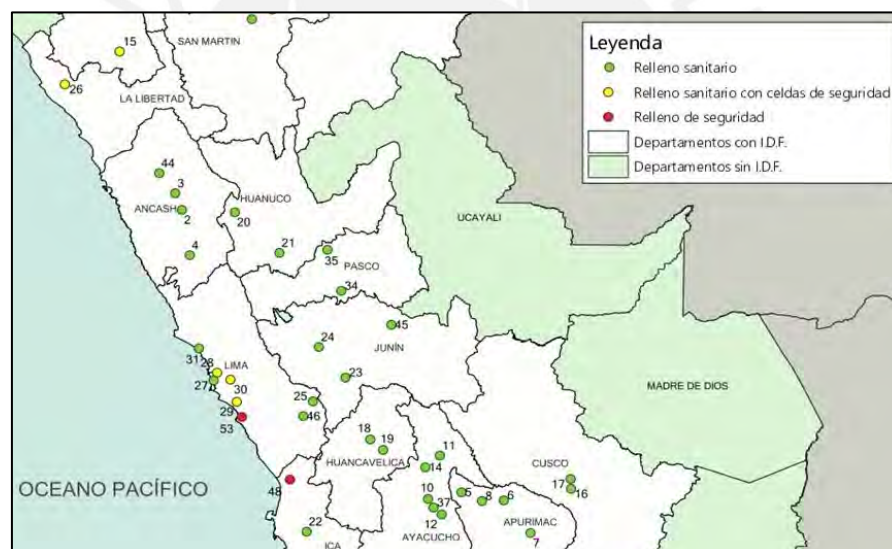 15
SAN MARTIN
Leyenda
Relleno sanitario
26
LA LIBERTAD
Relleno sanitario con celdas de seguridad
Relleno de seguridad
Departamentos con I.D.F.
Departamentos sin I.D.F.
44
3
HUANUCO
ANCASH
2
20
UCAYALI
4
21
35
PASCO
34
45
24
JUNÍN
31
28
LIMA
27
30
23
MADRE DE DIOS
29
25
53
46
18
19
11
HUANCAVELICA
14
CUSCO
17
16
OCEANO PACÍFICO
48
10
37
5
8
6
12
22
APURIMAC
AYACUCHO
7
ICA